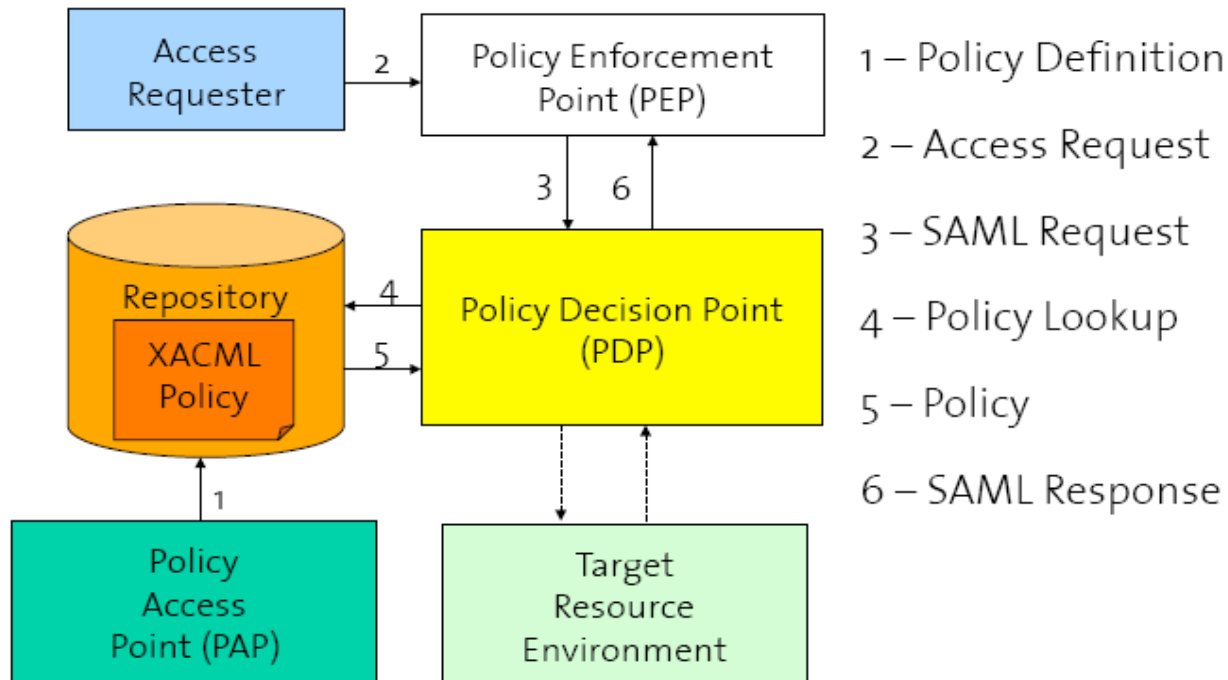 Access
Requester
2
Policy Enforcement
Point (PEP)
3
6
Repository
XACML
Policy
4
5
Policy Decision Point
(PDP)
1
Policy
Access
Point (PAP)
Target
Resource
Environment
1 – Policy Definition
2 – Access Request
3 – SAML Request
4 – Policy Lookup
5 – Policy
6 – SAML Response